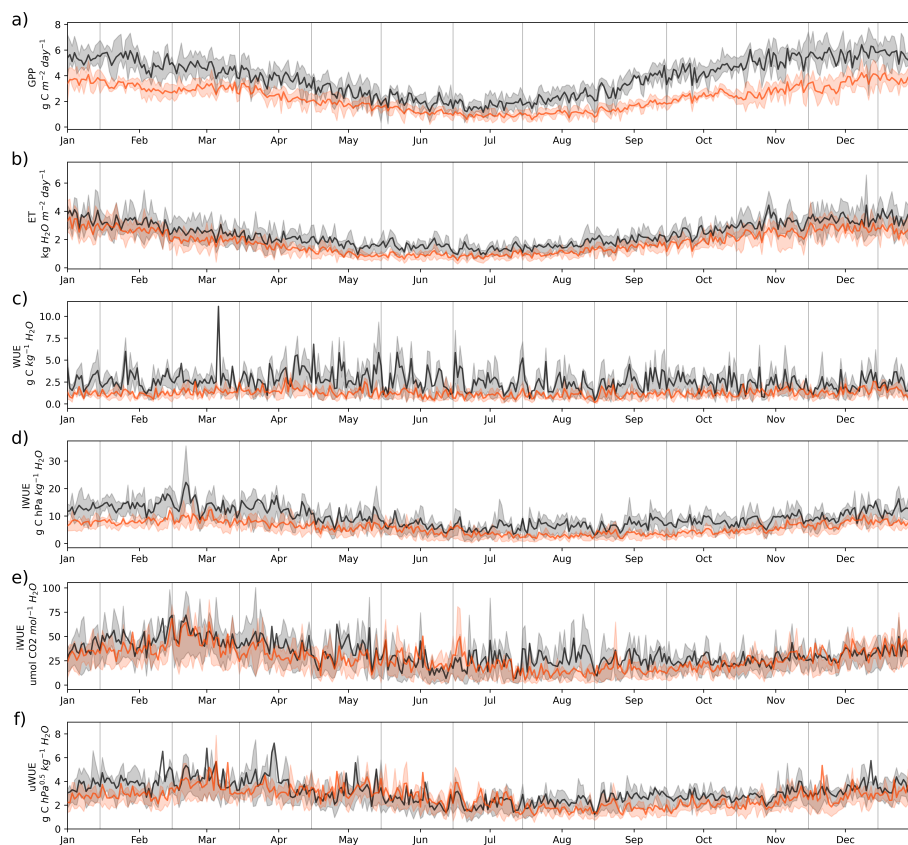 a)
GPP
g C m⁻² day⁻¹
8
6
4
2
0
Jan Feb Mar Apr May Jun Jul Aug Sep Oct Nov Dec
b)
ET
kg H₂O m⁻² day⁻¹
6
4
2
0
Jan Feb Mar Apr May Jun Jul Aug Sep Oct Nov Dec
c)
WUE
g C kg⁻¹ H₂O
10.0
7.5
5.0
2.5
0.0
Jan Feb Mar Apr May Jun Jul Aug Sep Oct Nov Dec
d)
IWUE
g C hPa kg⁻¹ H₂O
30
20
10
0
Jan Feb Mar Apr May Jun Jul Aug Sep Oct Nov Dec
e)
iWUE
umol CO2 mol⁻¹ H₂O
100
75
50
25
0
Jan Feb Mar Apr May Jun Jul Aug Sep Oct Nov Dec
f)
uWUE
g C hPa⁰·⁵ kg⁻¹ H₂O
8
6
4
2
0
Jan Feb Mar Apr May Jun Jul Aug Sep Oct Nov Dec